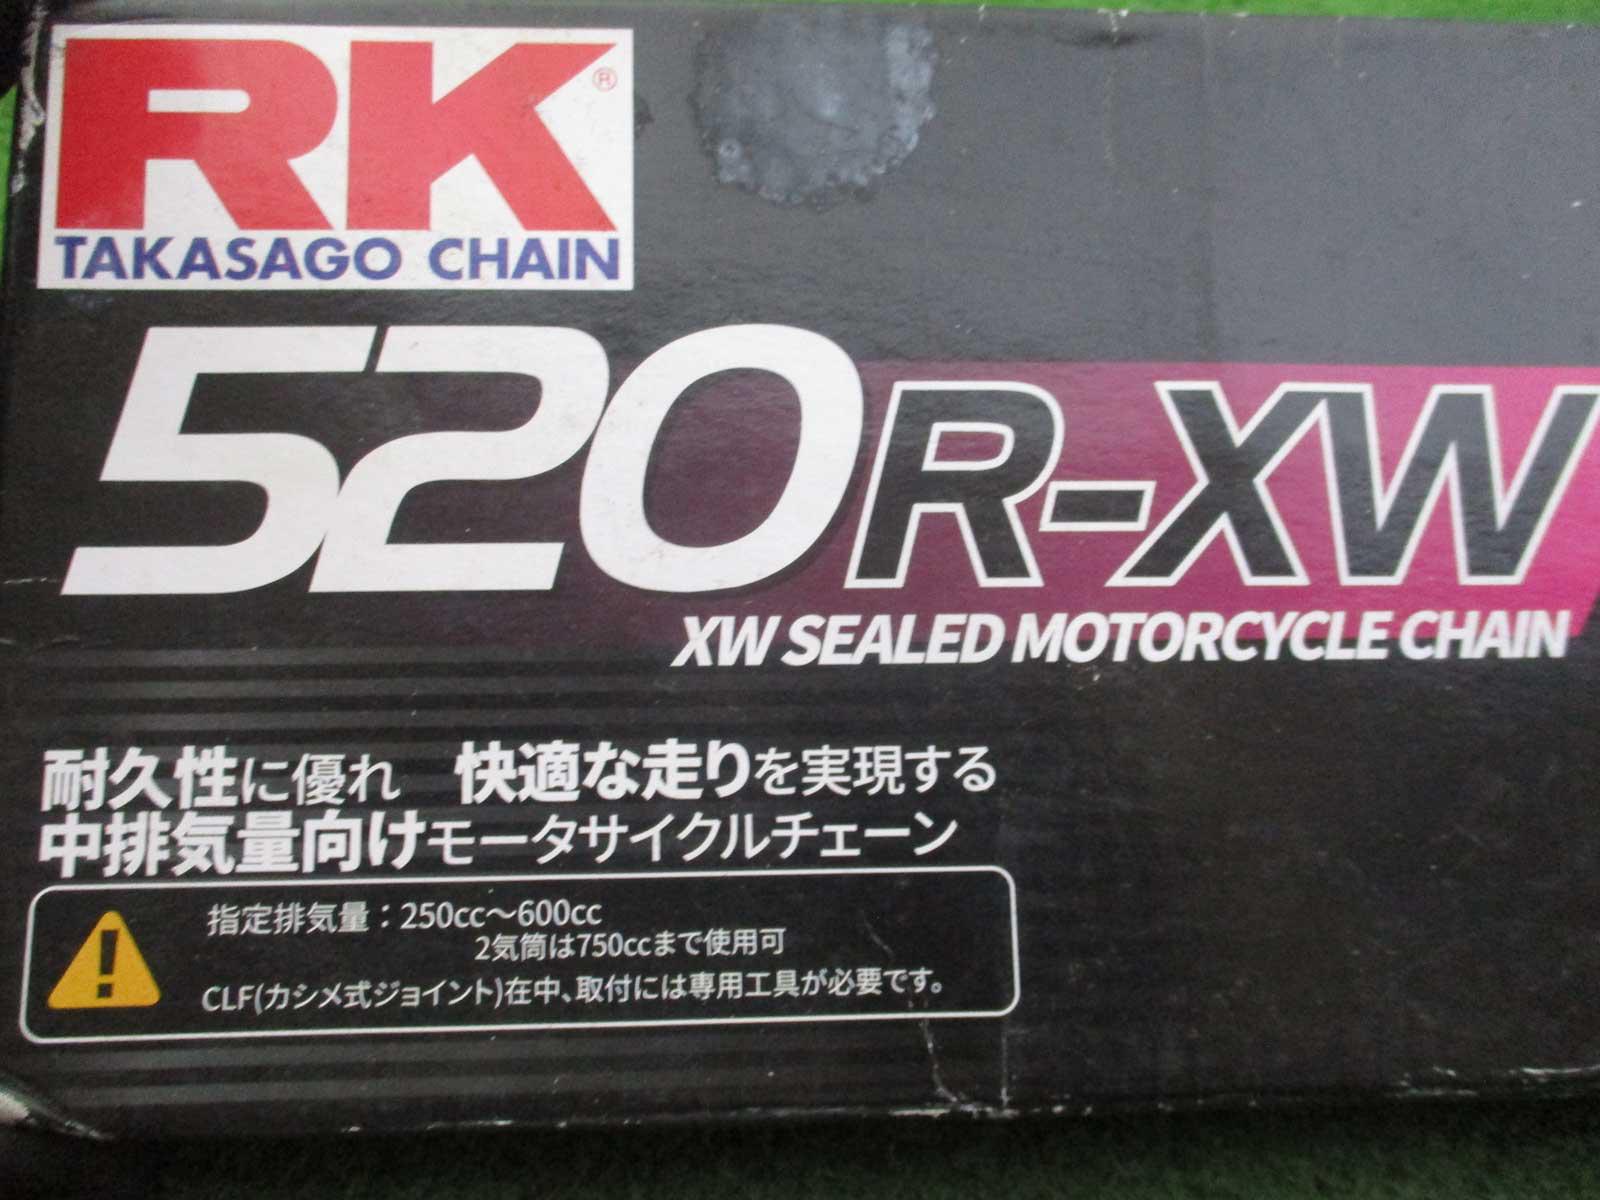 RK®
TAKASAGO CHAIN
520R-XW
XW SEALED MOTORCYCLE CHAIN
耐久性に優れ　快適な走りを実現する
中排気量向けモータサイクルチェーン
指定排気量：250cc～600cc
2気筒は750ccまで使用可
CLF(カシメ式ジョイント)在中、取付には専用工具が必要です。